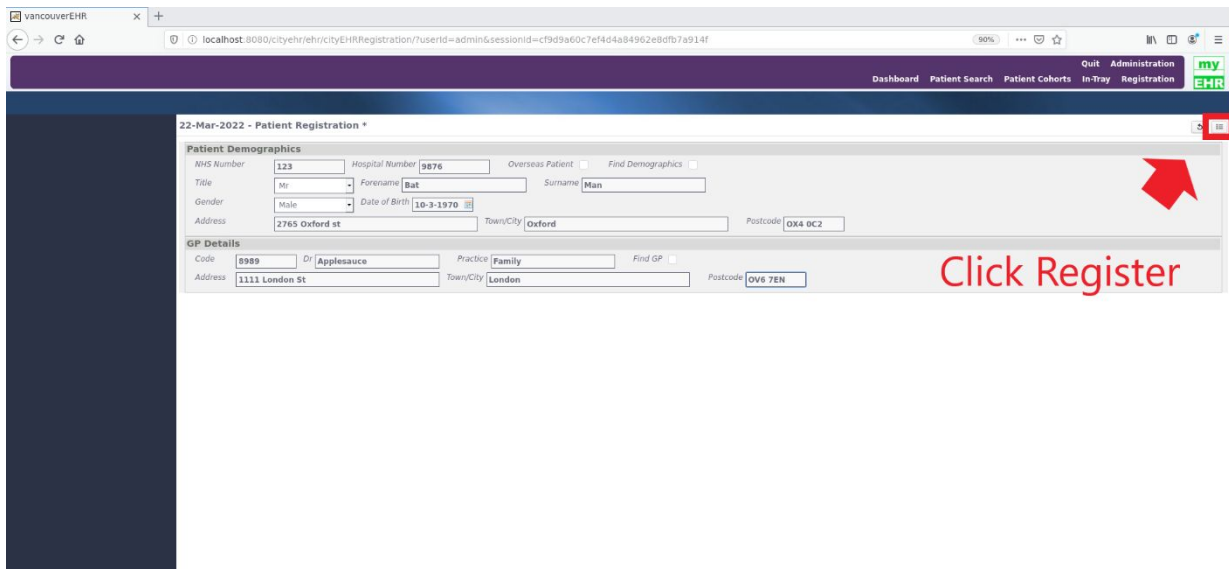 vancouverEHR
localhost:8080/cityehr/ehr/cityEHRRegistration/?userId=admin&sessionId=cf9d9a60c7ef4d4a84962e8dfb7a914f 90%
Quit Administration
Dashboard Patient Search Patient Cohorts In-Tray Registration
my
EHR
22-Mar-2022 - Patient Registration *
Patient Demographics
NHS Number 123 Hospital Number 9876 Overseas Patient Find Demographics
Title Mr Forename Bat Surname Man
Gender Male Date of Birth 10-3-1970
Address 2765 Oxford st Town/City Oxford Postcode OX4 0C2
GP Details
Code 8989 Dr Applesauce Practice Family Find GP
Address 1111 London St Town/City London Postcode OV6 7EN
Click Register